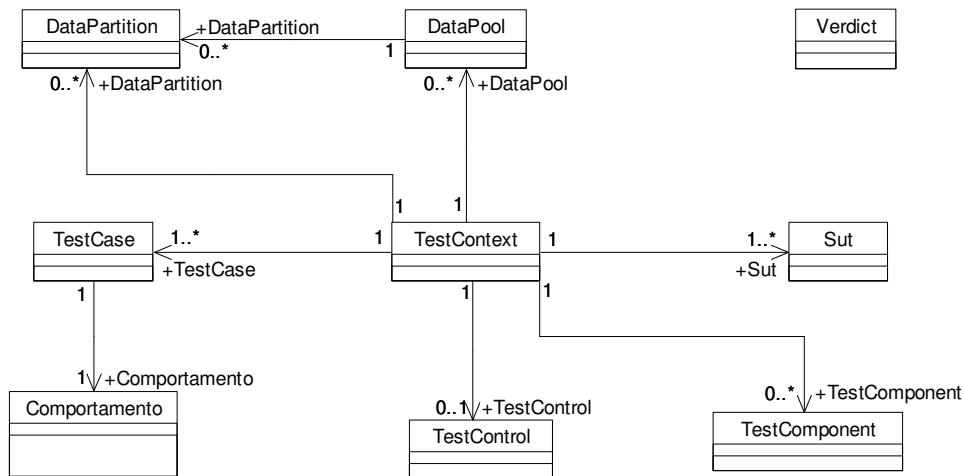 DataPartition
+DataPartition
0..*
1
DataPool
Verdict
0..*
+DataPartition
0..*
+DataPool
1
1
TestCase
1..*
+TestCase
1
TestContext
1
1..*
+Sut
Sut
1
1
1
1
+Comportamento
Comportamento
0..1
+TestControl
TestControl
0..*
+TestComponent
TestComponent